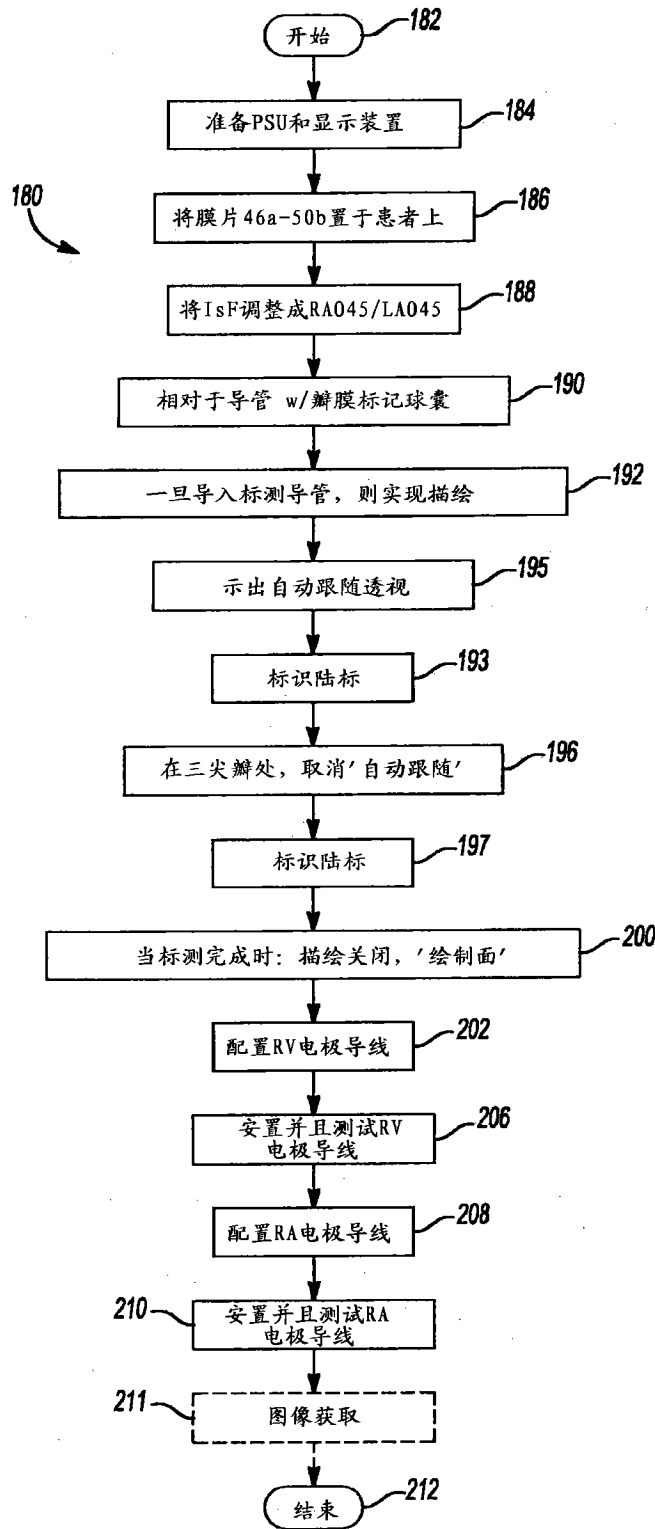 开始
182
准备PSU和显示装置
184
180
将膜片46a-50b置于患者上
186
将IsF调整成RAO45/LAO45
188
相对于导管 w/瓣膜标记球囊
190
一旦导入标测导管，则实现描绘
192
示出自动跟随透视
195
标识陆标
193
在三尖瓣处，取消'自动跟随'
196
标识陆标
197
当标测完成时：描绘关闭，'绘制面'
200
配置RV电极导线
202
安置并且测试RV
电极导线
206
配置RA电极导线
208
210
安置并且测试RA
电极导线
211
图像获取
结束
212